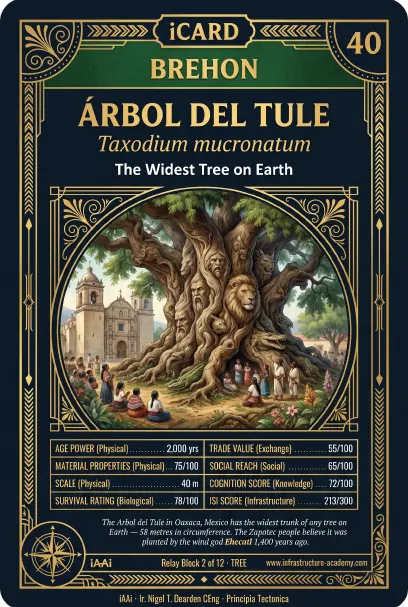 iCARD
40
BREHON
ÁRBOL DEL TULE
Taxodium mucronatum
The Widest Tree on Earth
AGE POWER (Physical) ............ 2,000 yrs
MATERIAL PROPERTIES (Physical) ... 75/100
SCALE (Physical) .................... 40 m
SURVIVAL RATING (Biological) ...... 78/100
TRADE VALUE (Exchange) ............ 55/100
SOCIAL REACH (Social) .............. 65/100
COGNITION SCORE (Knowledge) .... 72/100
ISI SCORE (Infrastructure) ........ 213/300
The Arbol del Tule in Oaxaca, Mexico has the widest trunk of any tree on
Earth — 58 metres in circumference. The Zapotec people believe it was
planted by the wind god Ehecatl 1,400 years ago.
iAAi
Relay Block 2 of 12 · TREE
www.infrastructure-academy.com
iAAi · Ir. Nigel T. Dearden CEng · Principia Tectonica